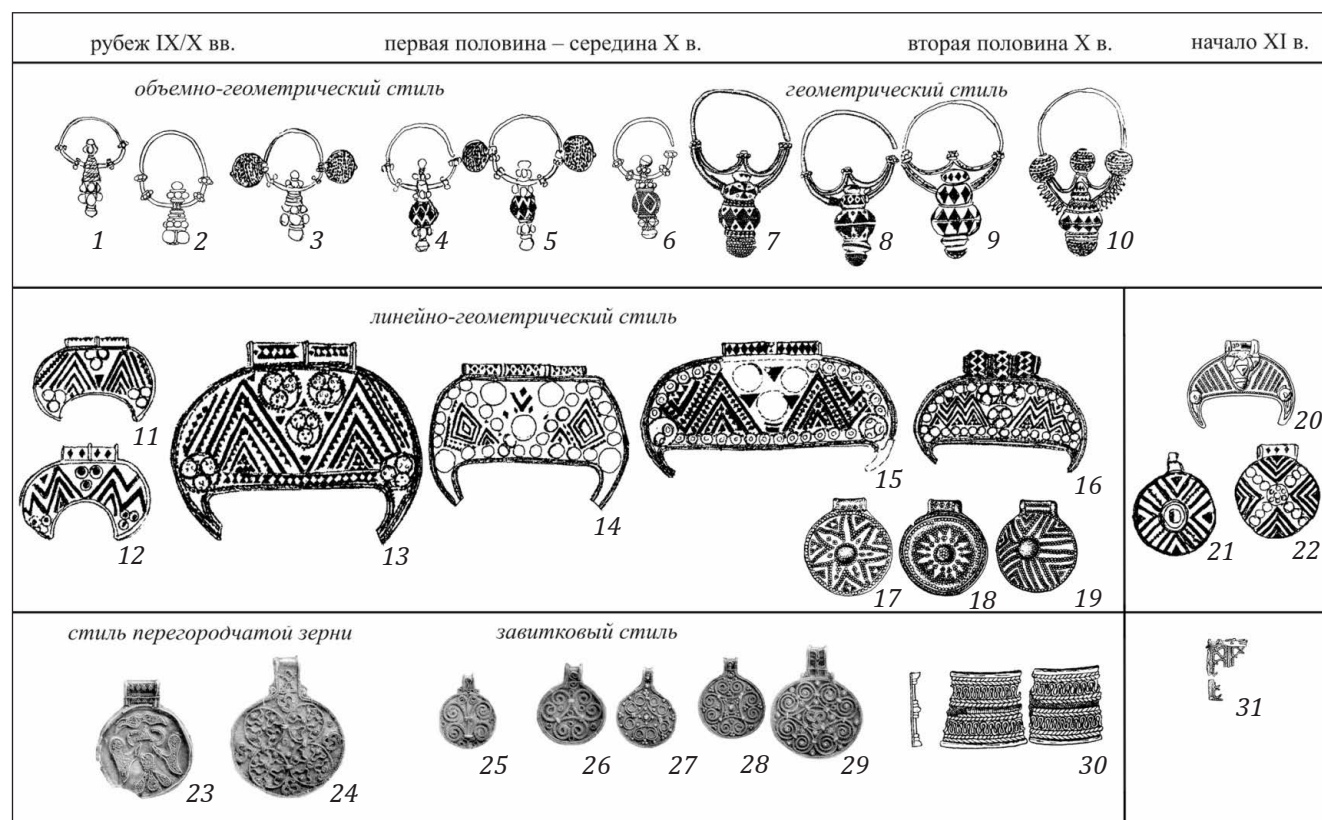 рубеж IX/X вв. первая половина – середина X в. вторая половина X в. начало XI в.
объемно-геометрический стиль геометрический стиль
1 2 3 4 5 6 7 8 9 10
линейно-геометрический стиль
11
12 13 14 15 16 20
17 18 19 21 22
стиль перегородчатой зерни завитковый стиль
23 24 25 26 27 28 29 30 31